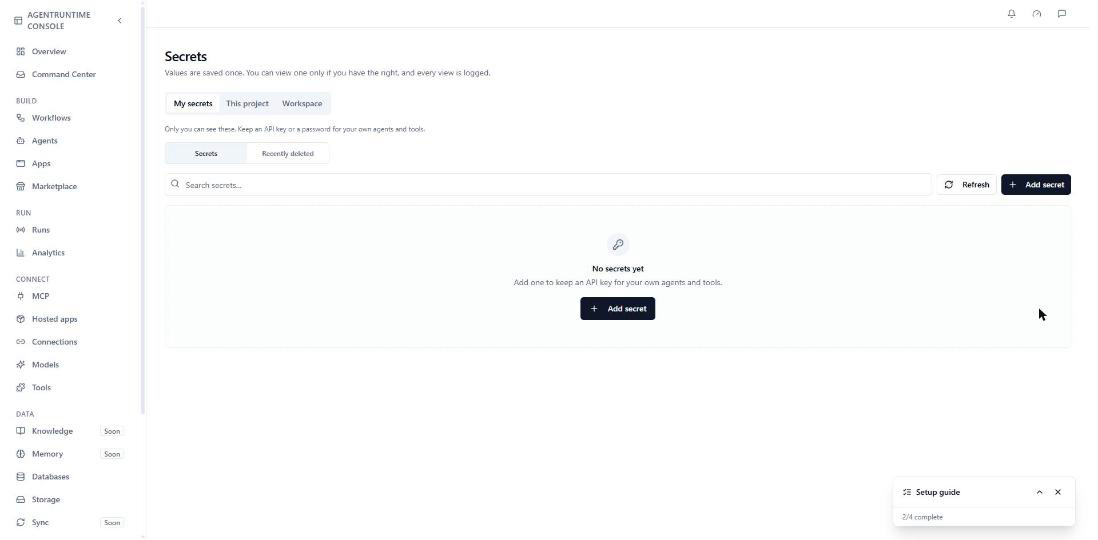 AGENTRUNTIME
CONSOLE
Overview
Command Center
BUILD
Workflows
Agents
Apps
Marketplace
RUN
Runs
Analytics
CONNECT
MCP
Hosted apps
Connections
Models
Tools
DATA
Knowledge Soon
Memory Soon
Databases
Storage
Sync Soon
Secrets
Values are saved once. You can view one only if you have the right, and every view is logged.
My secrets This project Workspace
Only you can see these. Keep an API key or a password for your own agents and tools.
Secrets Recently deleted
Search secrets... Refresh Add secret
No secrets yet
Add one to keep an API key for your own agents and tools.
Add secret
Setup guide
2/4 complete